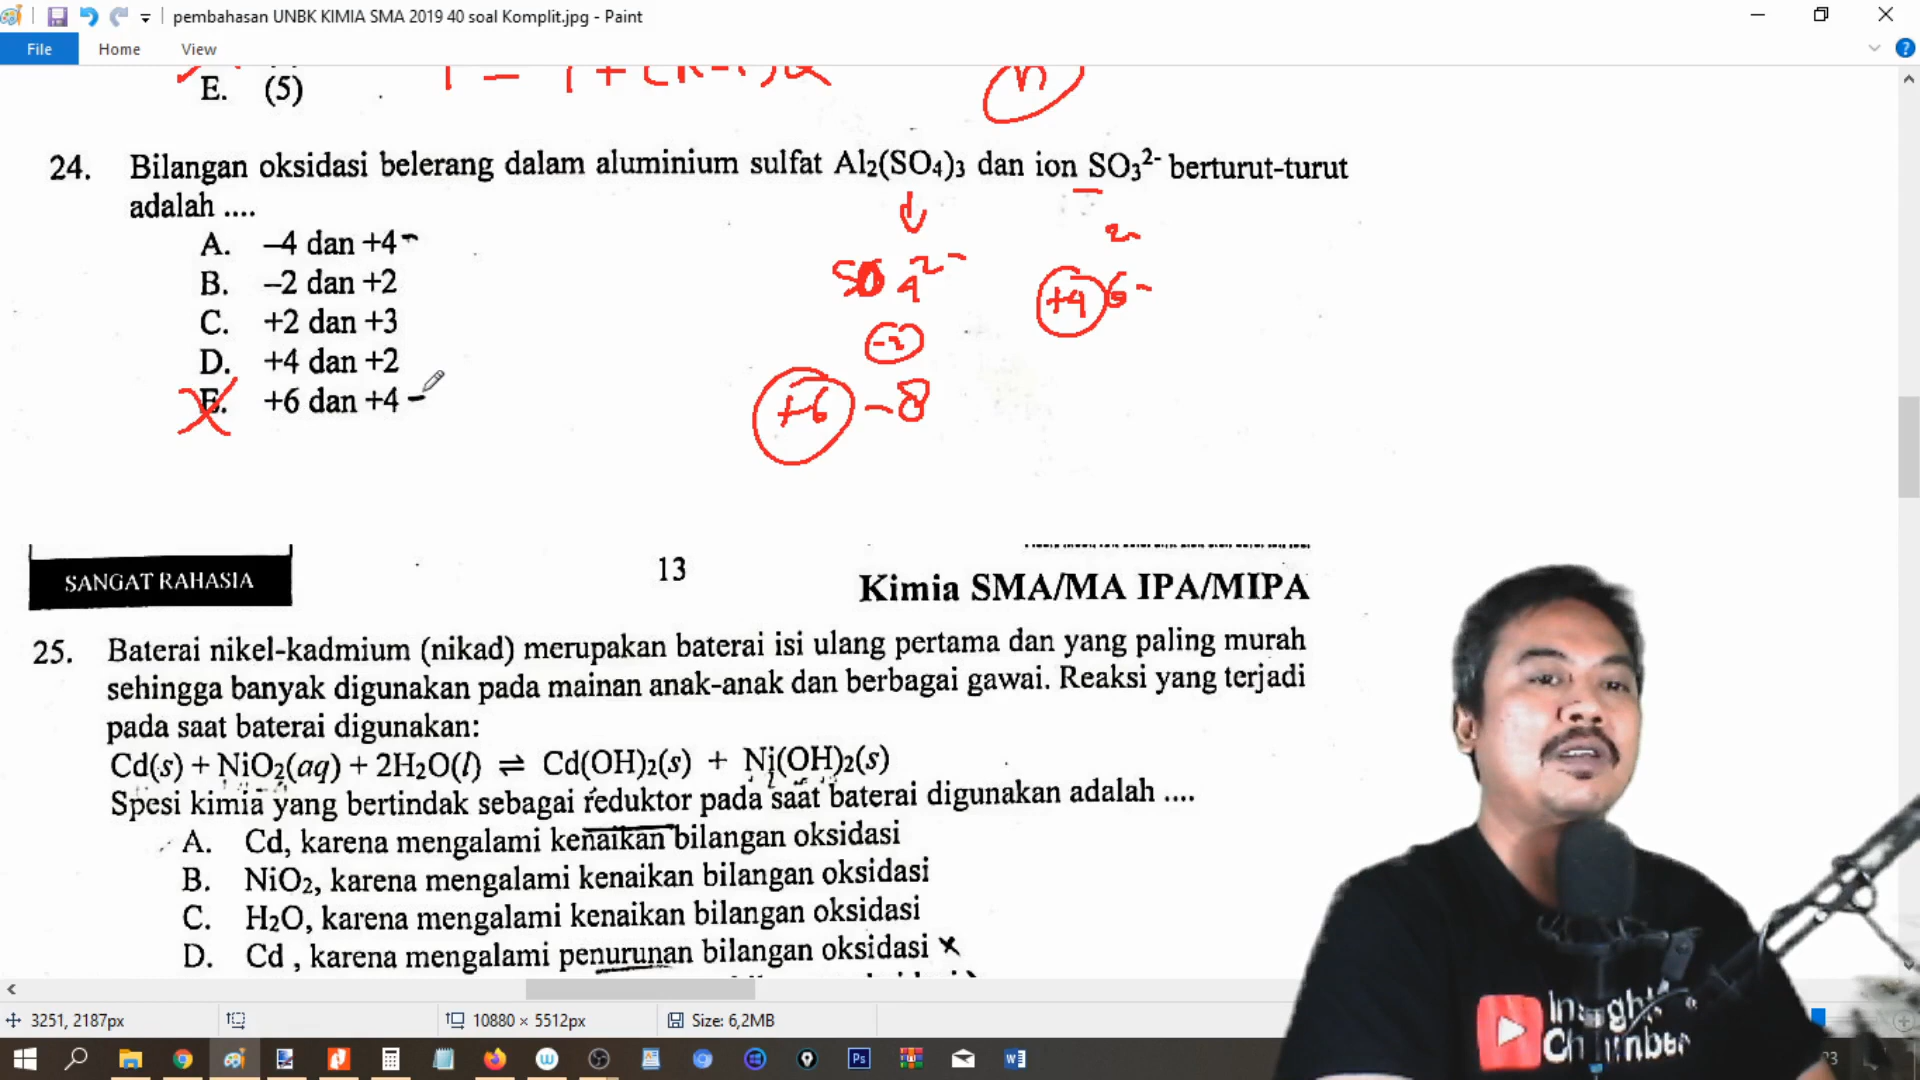 pembahasan UNBK KIMIA SMA 2019 40 soal Komplit.jpg - Paint
File Home View
E. (5)
1 - 1 + (n-1)α
n
24. Bilangan oksidasi belerang dalam aluminium sulfat Al2(SO4)3 dan ion SO3²⁻ berturut-turut
adalah ....
A. –4 dan +4
B. –2 dan +2
C. +2 dan +3
D. +4 dan +2
E. +6 dan +4
SO4²⁻
-2
+6 -8
2-
+4 6-
SANGAT RAHASIA
13
Kimia SMA/MA IPA/MIPA
25. Baterai nikel-kadmium (nikad) merupakan baterai isi ulang pertama dan yang paling murah
sehingga banyak digunakan pada mainan anak-anak dan berbagai gawai. Reaksi yang terjadi
pada saat baterai digunakan:
Cd(s) + NiO2(aq) + 2H2O(l) ⇌ Cd(OH)2(s) + Ni(OH)2(s)
Spesi kimia yang bertindak sebagai reduktor pada saat baterai digunakan adalah ....
A. Cd, karena mengalami kenaikan bilangan oksidasi
B. NiO2, karena mengalami kenaikan bilangan oksidasi
C. H2O, karena mengalami kenaikan bilangan oksidasi
D. Cd , karena mengalami penurunan bilangan oksidasi
3251, 2187px
10880 × 5512px
Size: 6,2MB
Ps